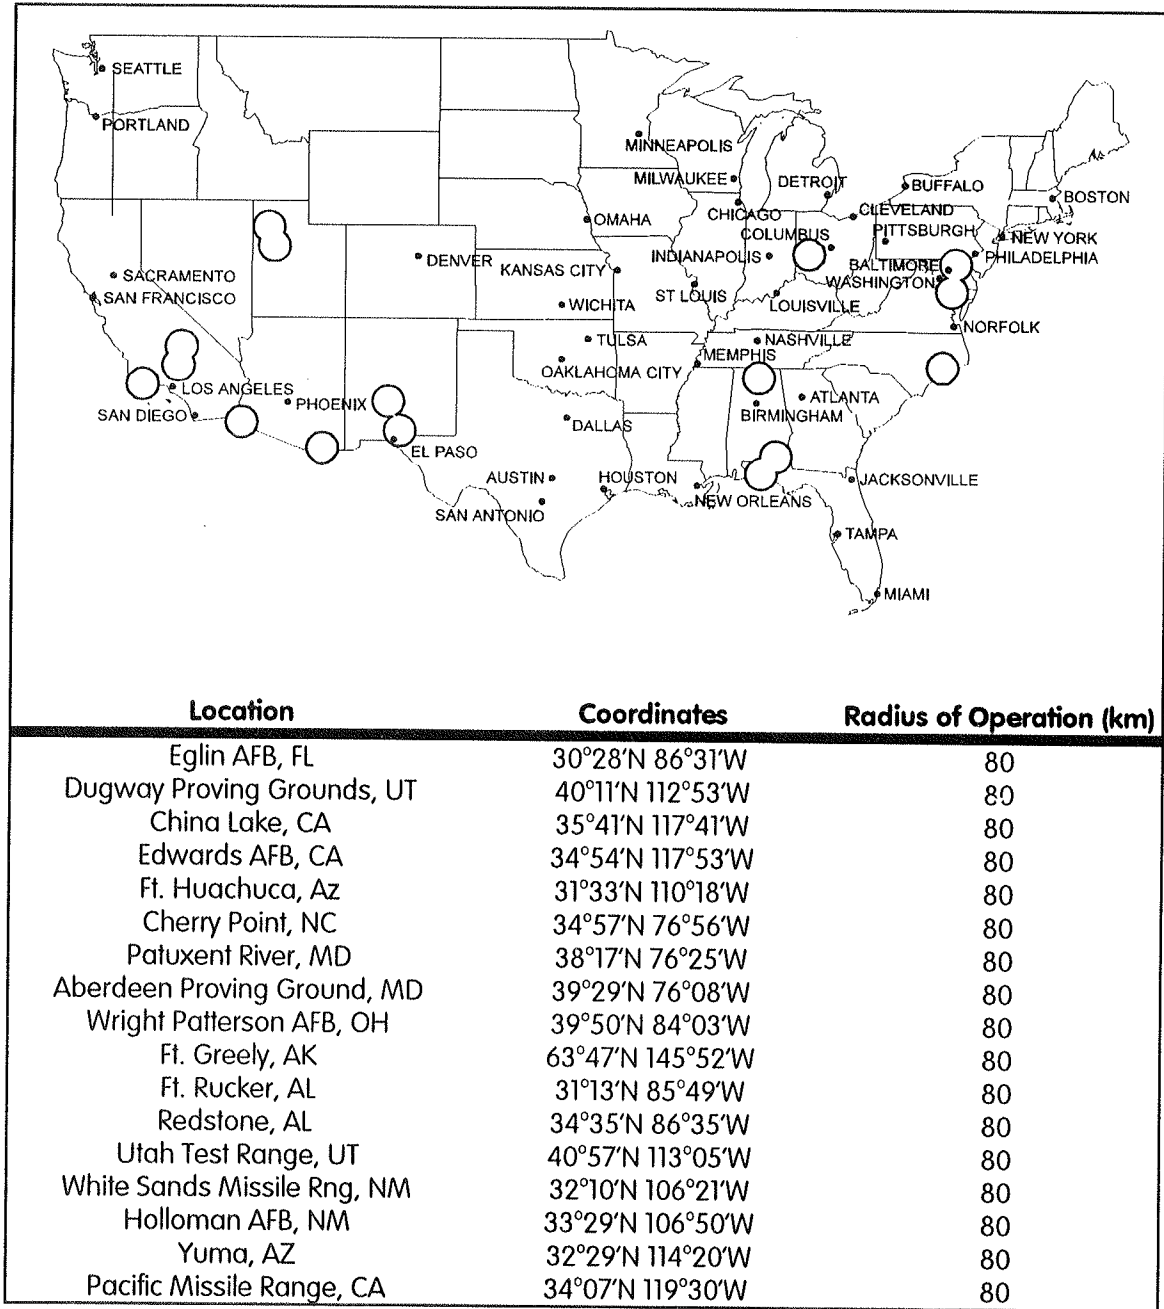 SEATTLE
PORTLAND
MINNEAPOLIS
MILWAUKEE
DETROIT
BUFFALO
BOSTON
OMAHA
CHICAGO
CLEVELAND
COLUMBUS
PITTSBURGH
NEW YORK
DENVER
KANSAS CITY
INDIANAPOLIS
BALTIMORE
PHILADELPHIA
SACRAMENTO
WASHINGTON
SAN FRANCISCO
ST LOUIS
LOUISVILLE
WICHITA
NORFOLK
TULSA
NASHVILLE
MEMPHIS
OAKLAHOMA CITY
LOS ANGELES
PHOENIX
ATLANTA
SAN DIEGO
BIRMINGHAM
DALLAS
EL PASO
AUSTIN
HOUSTON
JACKSONVILLE
NEW ORLEANS
SAN ANTONIO
TAMPA
MIAMI
Location Coordinates Radius of Operation (km)
Eglin AFB, FL 30°28'N 86°31'W 80
Dugway Proving Grounds, UT 40°11'N 112°53'W 80
China Lake, CA 35°41'N 117°41'W 80
Edwards AFB, CA 34°54'N 117°53'W 80
Ft. Huachuca, Az 31°33'N 110°18'W 80
Cherry Point, NC 34°57'N 76°56'W 80
Patuxent River, MD 38°17'N 76°25'W 80
Aberdeen Proving Ground, MD 39°29'N 76°08'W 80
Wright Patterson AFB, OH 39°50'N 84°03'W 80
Ft. Greely, AK 63°47'N 145°52'W 80
Ft. Rucker, AL 31°13'N 85°49'W 80
Redstone, AL 34°35'N 86°35'W 80
Utah Test Range, UT 40°57'N 113°05'W 80
White Sands Missile Rng, NM 32°10'N 106°21'W 80
Holloman AFB, NM 33°29'N 106°50'W 80
Yuma, AZ 32°29'N 114°20'W 80
Pacific Missile Range, CA 34°07'N 119°30'W 80